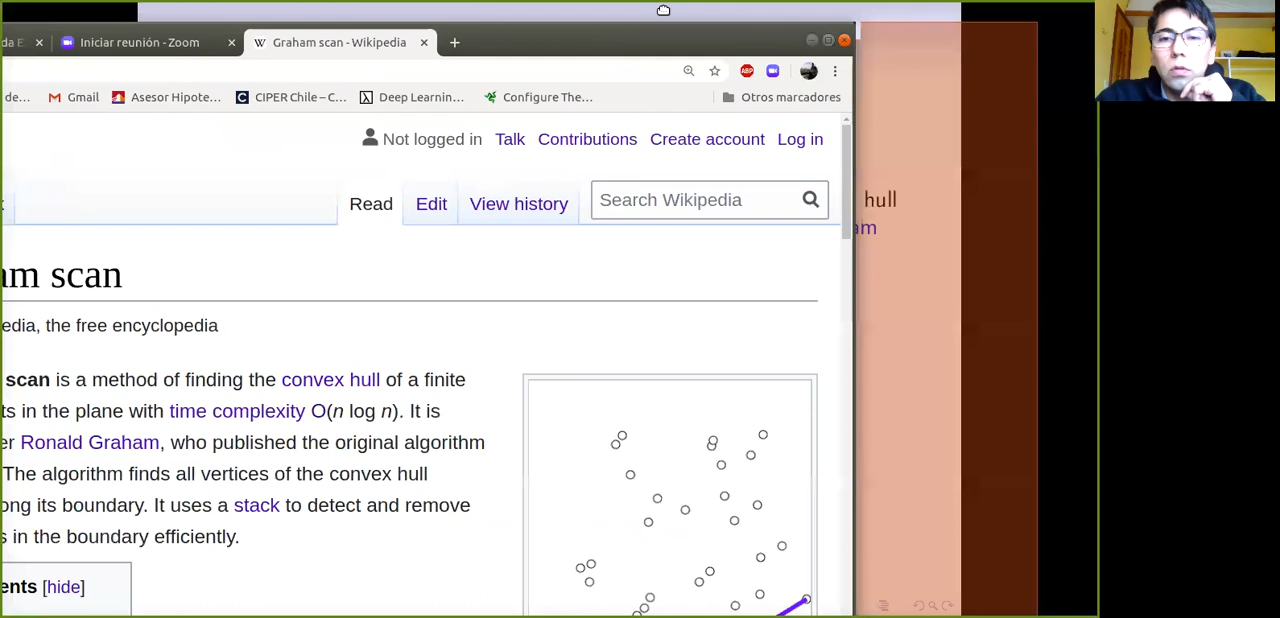 da E × Iniciar reunión - Zoom × W Graham scan - Wikipedia × +
ABP
de... Gmail Asesor Hipote... CIPER Chile – C... Deep Learnin... Configure The... Otros marcadores
Not logged in Talk Contributions Create account Log in
Read Edit View history Search Wikipedia
hull
am
am scan
edia, the free encyclopedia
scan is a method of finding the convex hull of a finite
ts in the plane with time complexity O(n log n). It is
er Ronald Graham, who published the original algorithm
The algorithm finds all vertices of the convex hull
ong its boundary. It uses a stack to detect and remove
s in the boundary efficiently.
ents [hide]